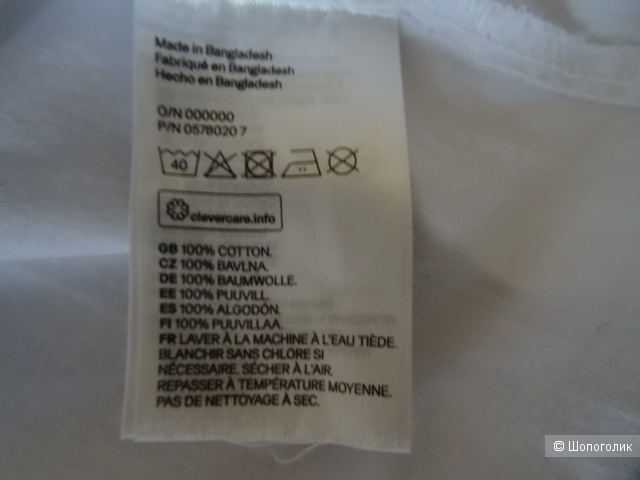 Made in Bangladesh
Fabriqué en Bangladesh
Hecho en Bangladesh
O/N 000000
P/N 0578020 7
40
clevercare.info
GB 100% COTTON.
CZ 100% BAVLNA.
DE 100% BAUMWOLLE.
EE 100% PUUVILL.
ES 100% ALGODÓN.
FI 100% PUUVILLAA.
FR LAVER À LA MACHINE À L'EAU TIÈDE.
BLANCHIR SANS CHLORE SI
NÉCESSAIRE. SÉCHER À L'AIR.
REPASSER À TEMPÉRATURE MOYENNE.
PAS DE NETTOYAGE À SEC.
© Шопоголик